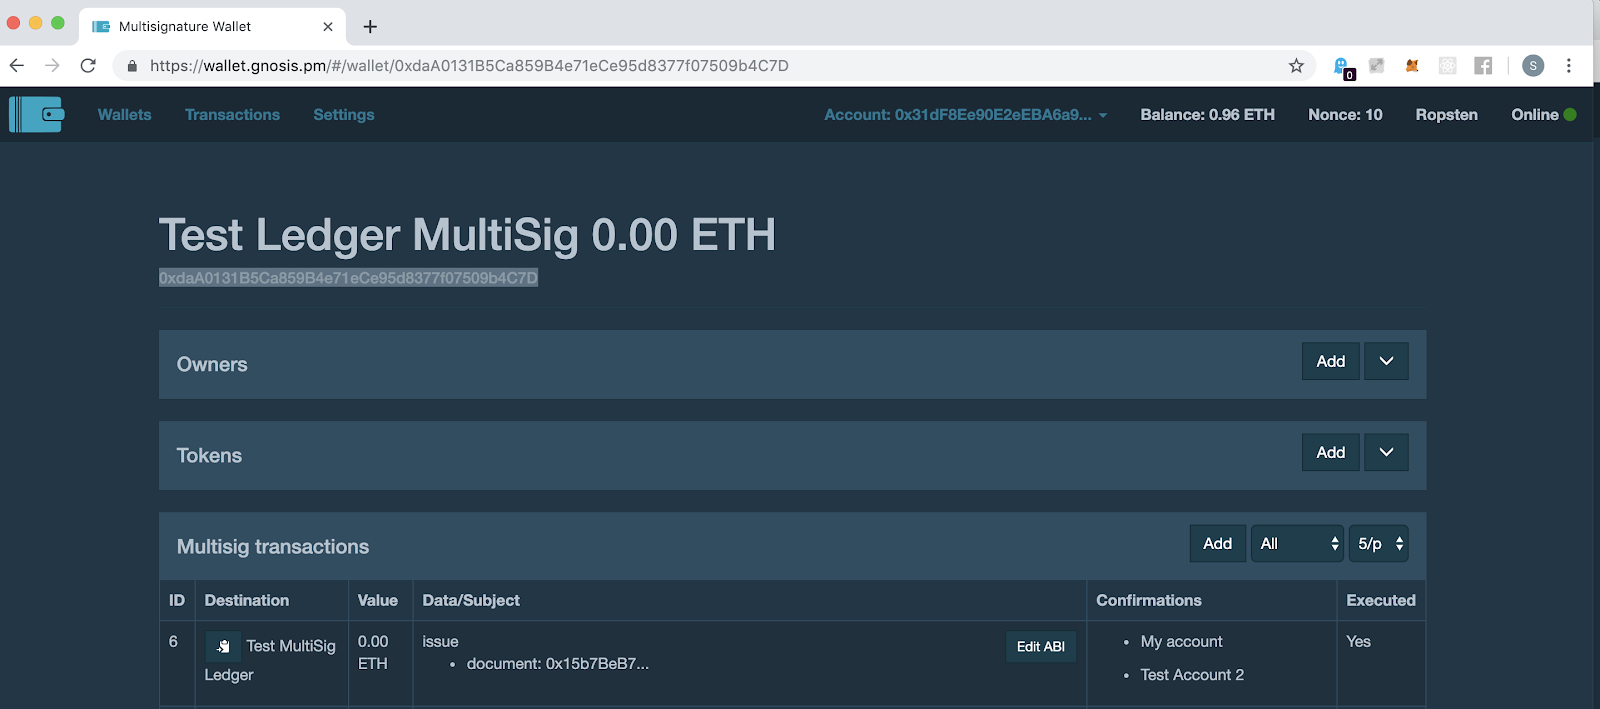 Multisignature Wallet
https://wallet.gnosis.pm/#/wallet/0xdaA0131B5Ca859B4e71eCe95d8377f07509b4C7D
0
S
Wallets Transactions Settings Account: 0x31dF8Ee90E2eEBA6a9... Balance: 0.96 ETH Nonce: 10 Ropsten Online
Test Ledger MultiSig 0.00 ETH
0xdaA0131B5Ca859B4e71eCe95d8377f07509b4C7D
Owners Add
Tokens Add
Multisig transactions Add All 5/p
ID Destination Value Data/Subject Confirmations Executed
6 Test MultiSig 0.00 issue Edit ABI • My account Yes
Ledger ETH • document: 0x15b7BeB7... • Test Account 2